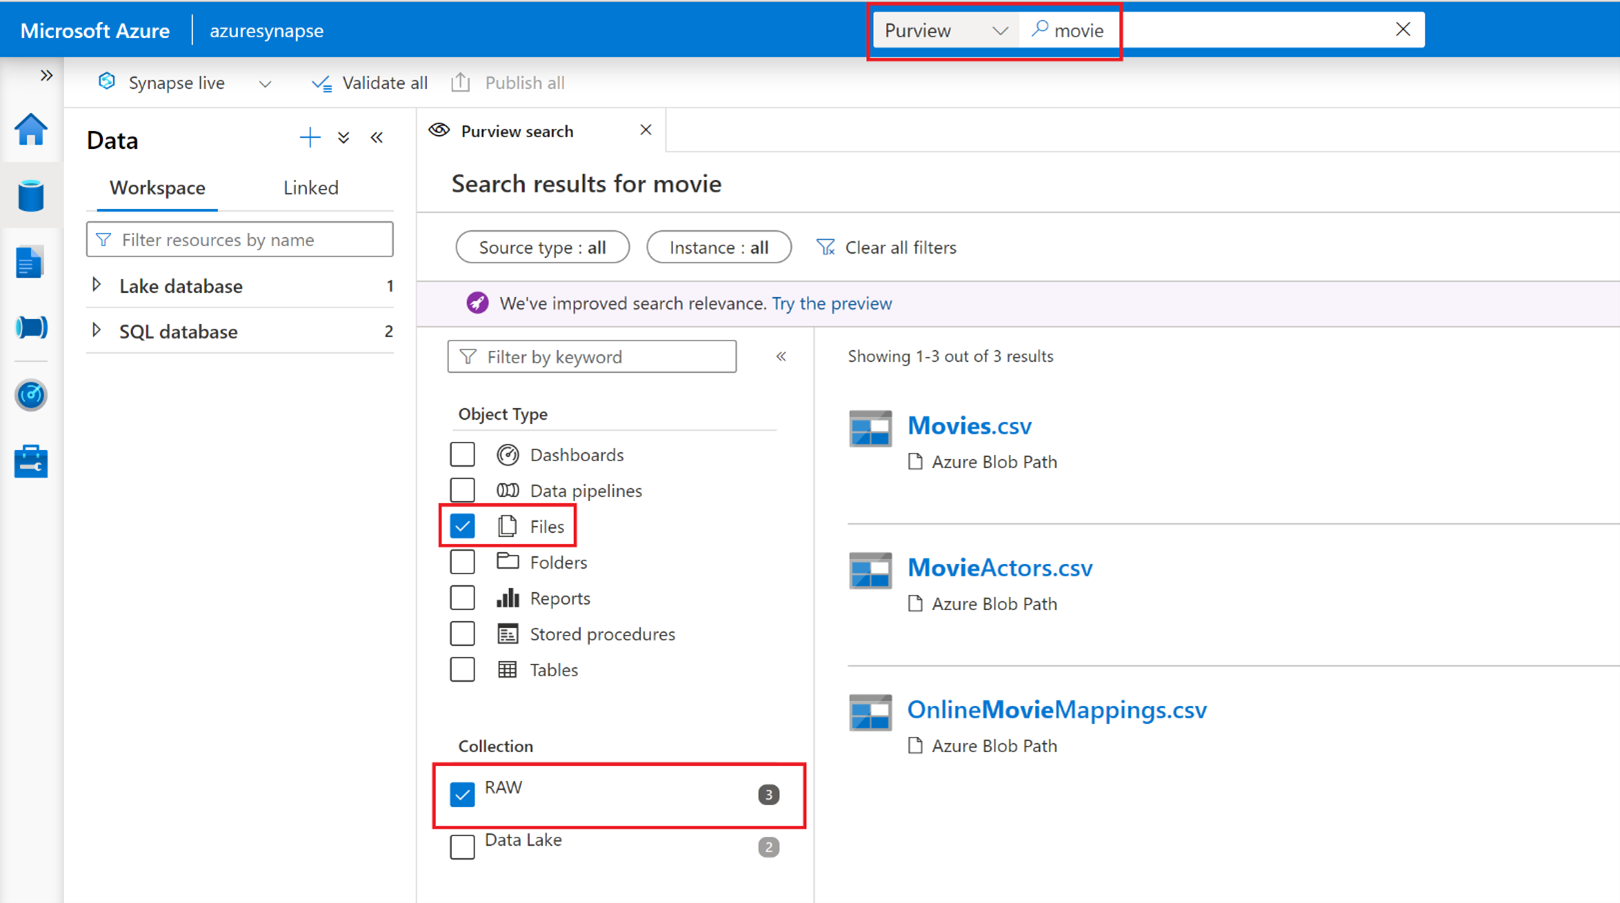 Microsoft Azure azuresynapse Purview movie
Synapse live Validate all Publish all
Data
Workspace Linked
Filter resources by name
Lake database 1
SQL database 2
Purview search
Search results for movie
Source type : all Instance : all Clear all filters
We've improved search relevance. Try the preview
Filter by keyword
Object Type
Dashboards
Data pipelines
Files
Folders
Reports
Stored procedures
Tables
Collection
RAW 3
Data Lake 2
Showing 1-3 out of 3 results
Movies.csv
Azure Blob Path
MovieActors.csv
Azure Blob Path
OnlineMovieMappings.csv
Azure Blob Path